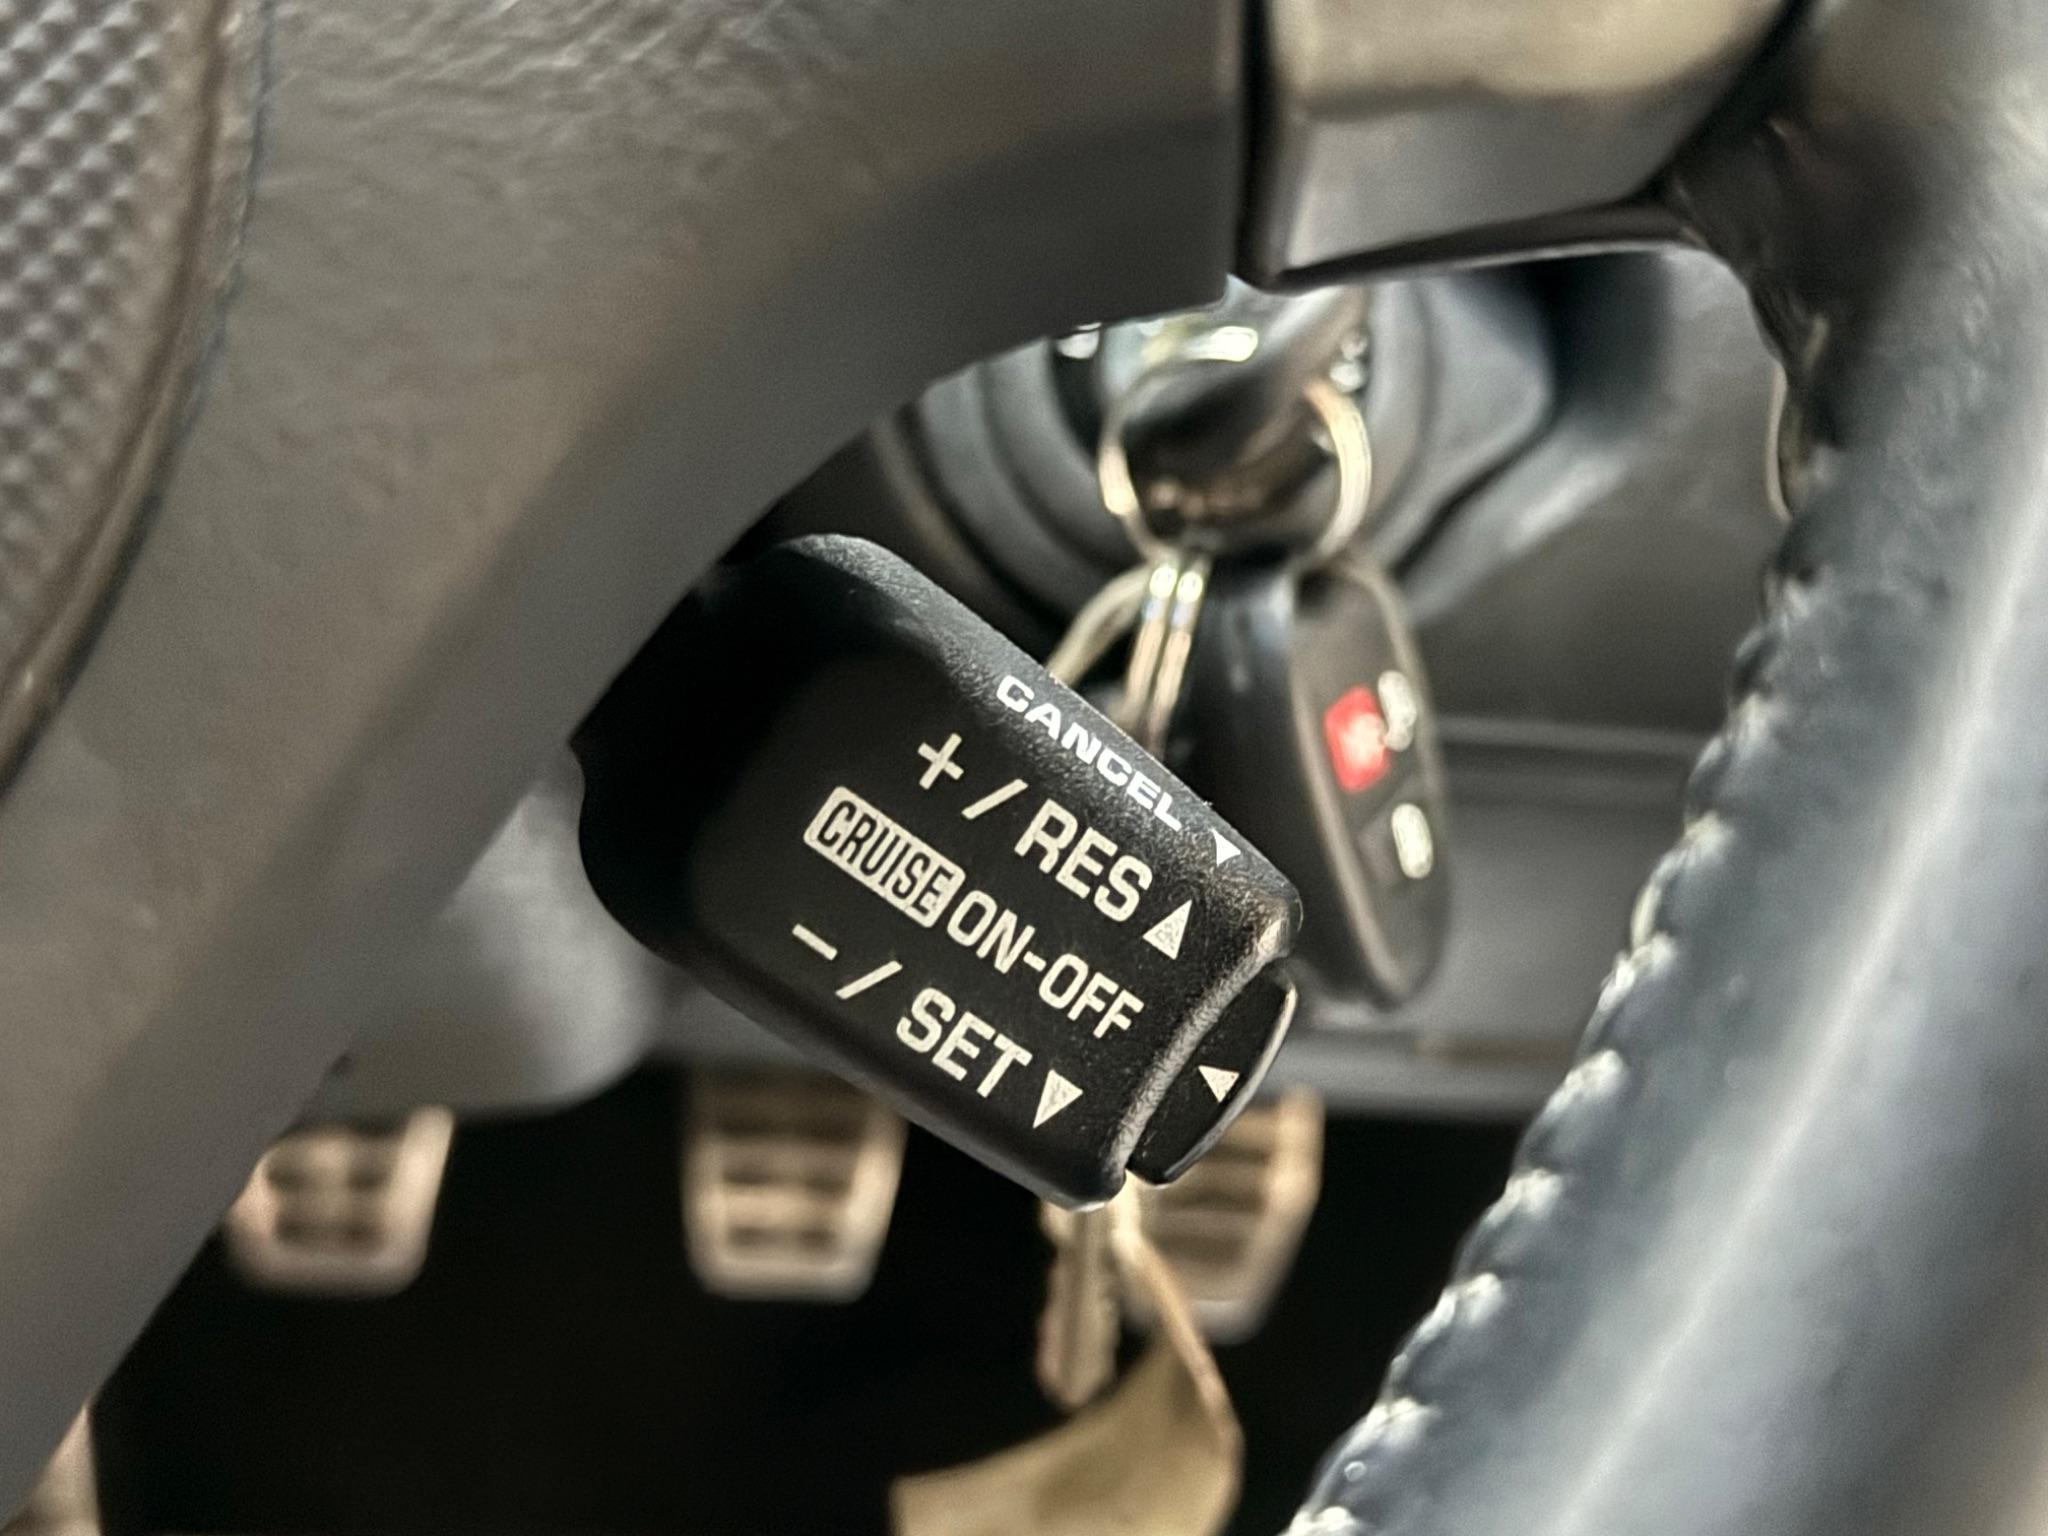 CANCEL ▼
+ / RES ▲
CRUISE ON-OFF
− / SET ▼